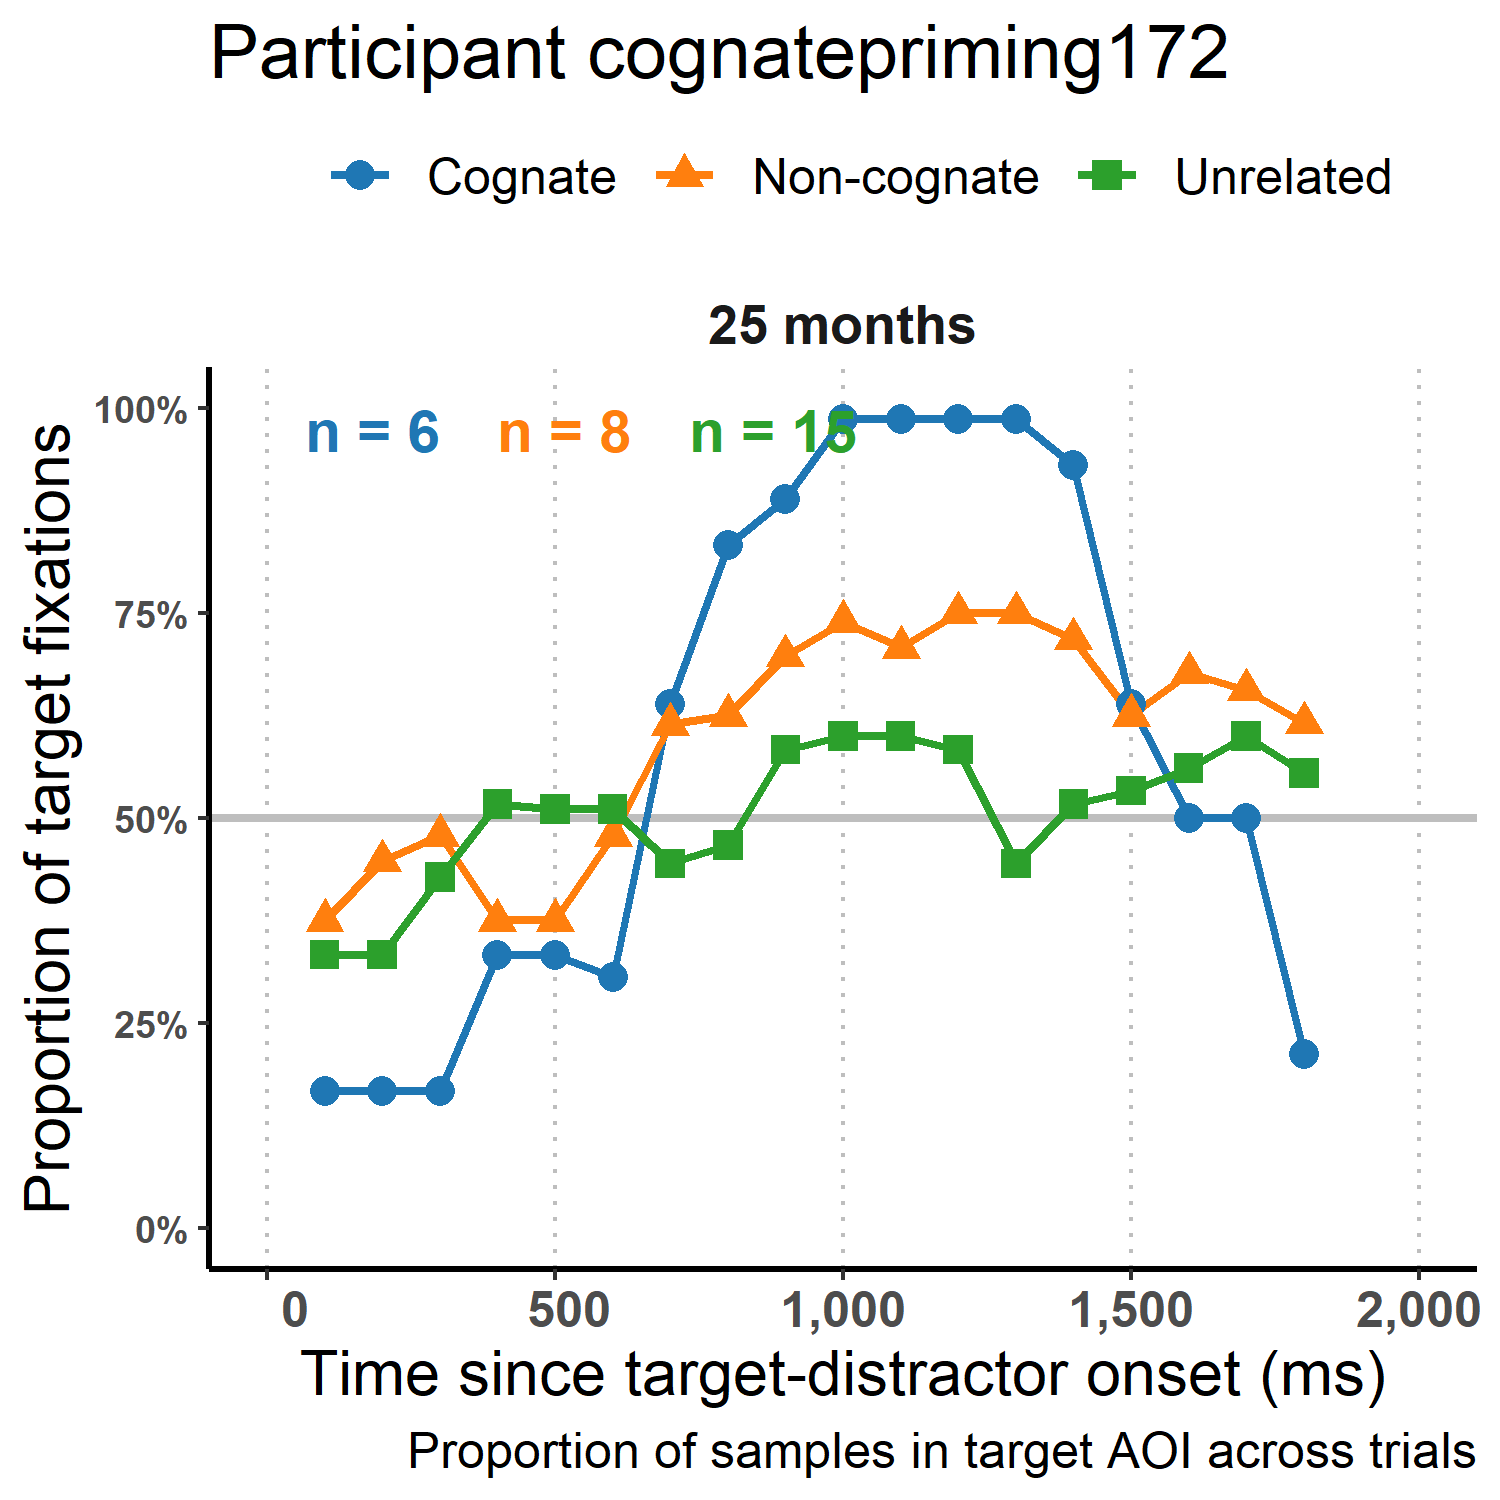 Participant cognatepriming172
Cognate Non-cognate Unrelated
25 months
n = 6 n = 8 n = 15
100%
75%
50%
25%
0%
Proportion of target fixations
0 500 1,000 1,500 2,000
Time since target-distractor onset (ms)
Proportion of samples in target AOI across trials